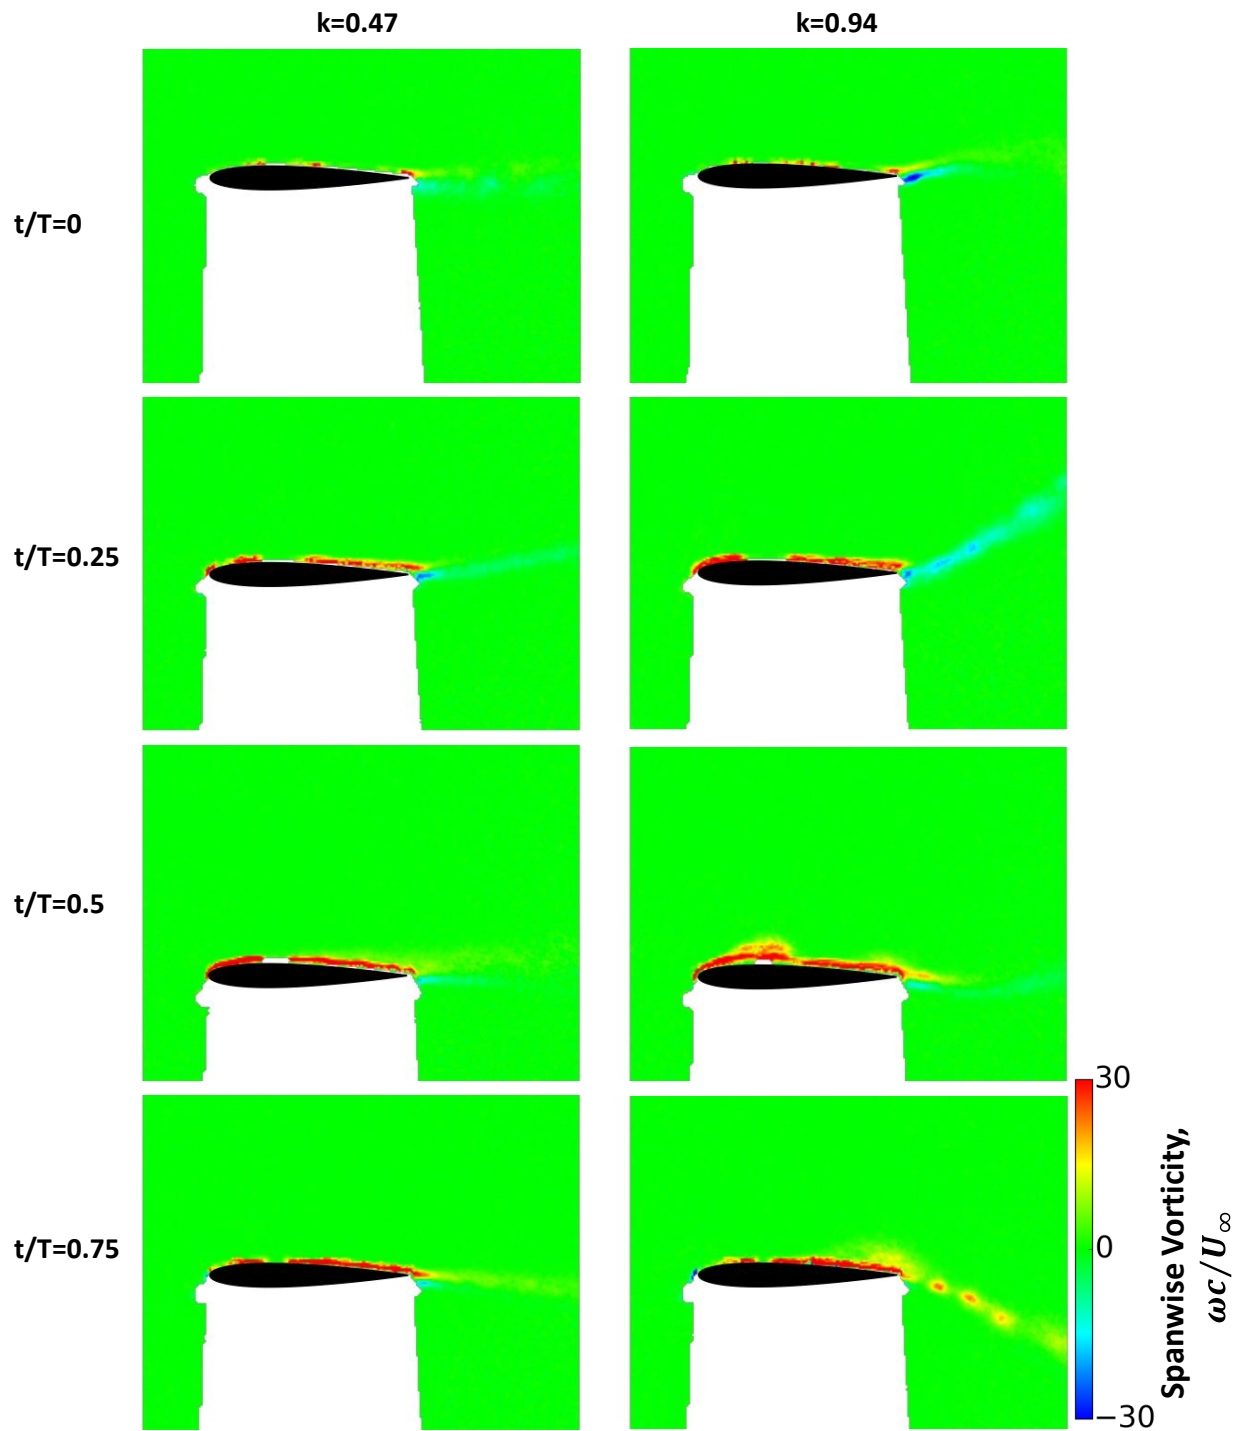 k=0.47 k=0.94
t/T=0
t/T=0.25
t/T=0.5
t/T=0.75
30
0
−30
Spanwise Vorticity,
ωc/U∞